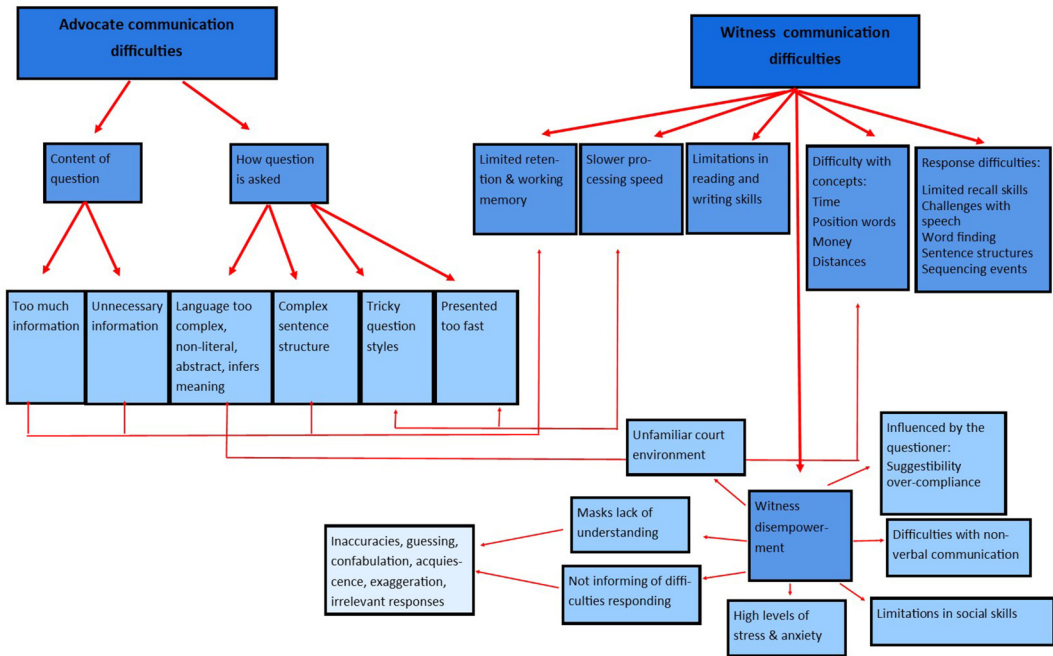 Advocate communication
difficulties
Witness communication
difficulties
Content of
question
How question
is asked
Limited reten-
tion & working
memory
Slower pro-
cessing speed
Limitations in
reading and
writing skills
Difficulty with
concepts:
Time
Position words
Money
Distances
Response difficulties:
Limited recall skills
Challenges with
speech
Word finding
Sentence structures
Sequencing events
Too much
information
Unnecessary
information
Language too
complex,
non-literal,
abstract, infers
meaning
Complex
sentence
structure
Tricky
question
styles
Presented
too fast
Unfamiliar court
environment
Influenced by the
questioner:
Suggestibility
over-compliance
Witness
disempower-
ment
Masks lack of
understanding
Difficulties with non-
verbal communication
Inaccuracies, guessing,
confabulation, acquies-
cence, exaggeration,
irrelevant responses
Not informing of diffi-
culties responding
High levels of
stress & anxiety
Limitations in social skills